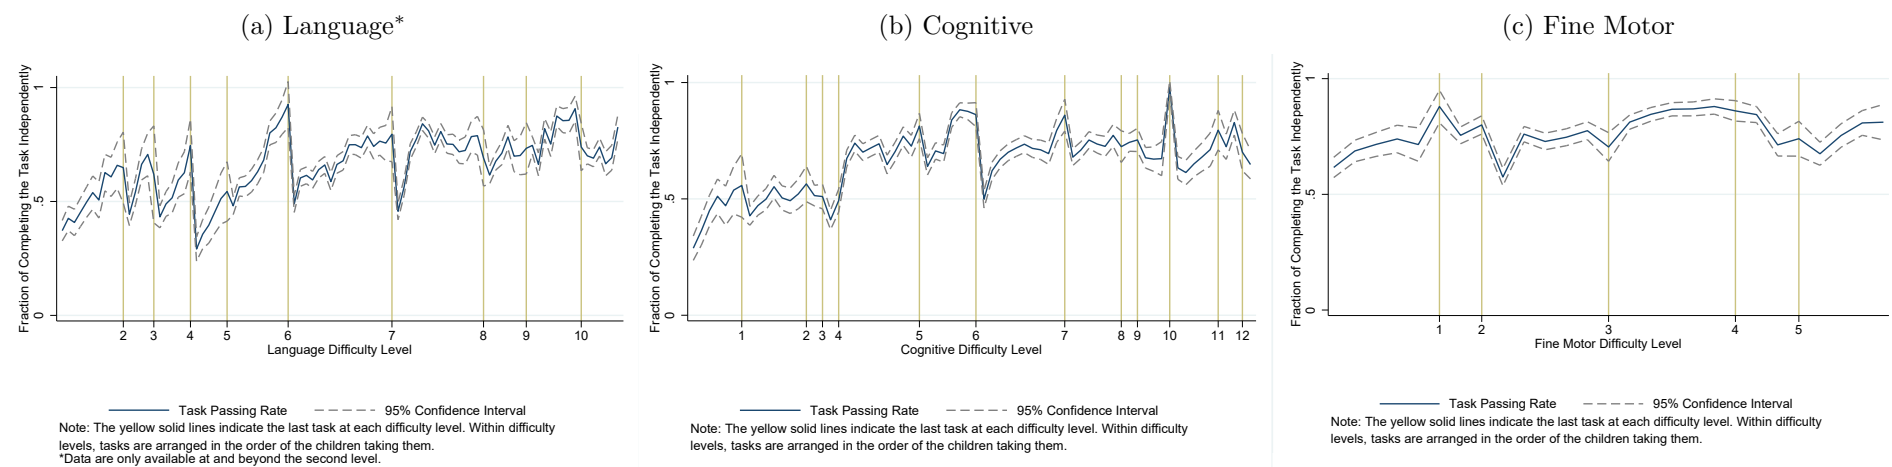 (a) Language*
Fraction of Completing the Task Independently
1
.5
0
2 3 4 5 6 7 8 9 10
Language Difficulty Level
Task Passing Rate 95% Confidence Interval
Note: The yellow solid lines indicate the last task at each difficulty level. Within difficulty
levels, tasks are arranged in the order of the children taking them.
*Data are only available at and beyond the second level.
(b) Cognitive
Fraction of Completing the Task Independently
1
.5
0
1 2 3 4 5 6 7 8 9 10 11 12
Cognitive Difficulty Level
Task Passing Rate 95% Confidence Interval
Note: The yellow solid lines indicate the last task at each difficulty level. Within difficulty
levels, tasks are arranged in the order of the children taking them.
(c) Fine Motor
Fraction of Completing the Task Independently
1
.5
0
1 2 3 4 5
Fine Motor Difficulty Level
Task Passing Rate 95% Confidence Interval
Note: The yellow solid lines indicate the last task at each difficulty level. Within difficulty
levels, tasks are arranged in the order of the children taking them.